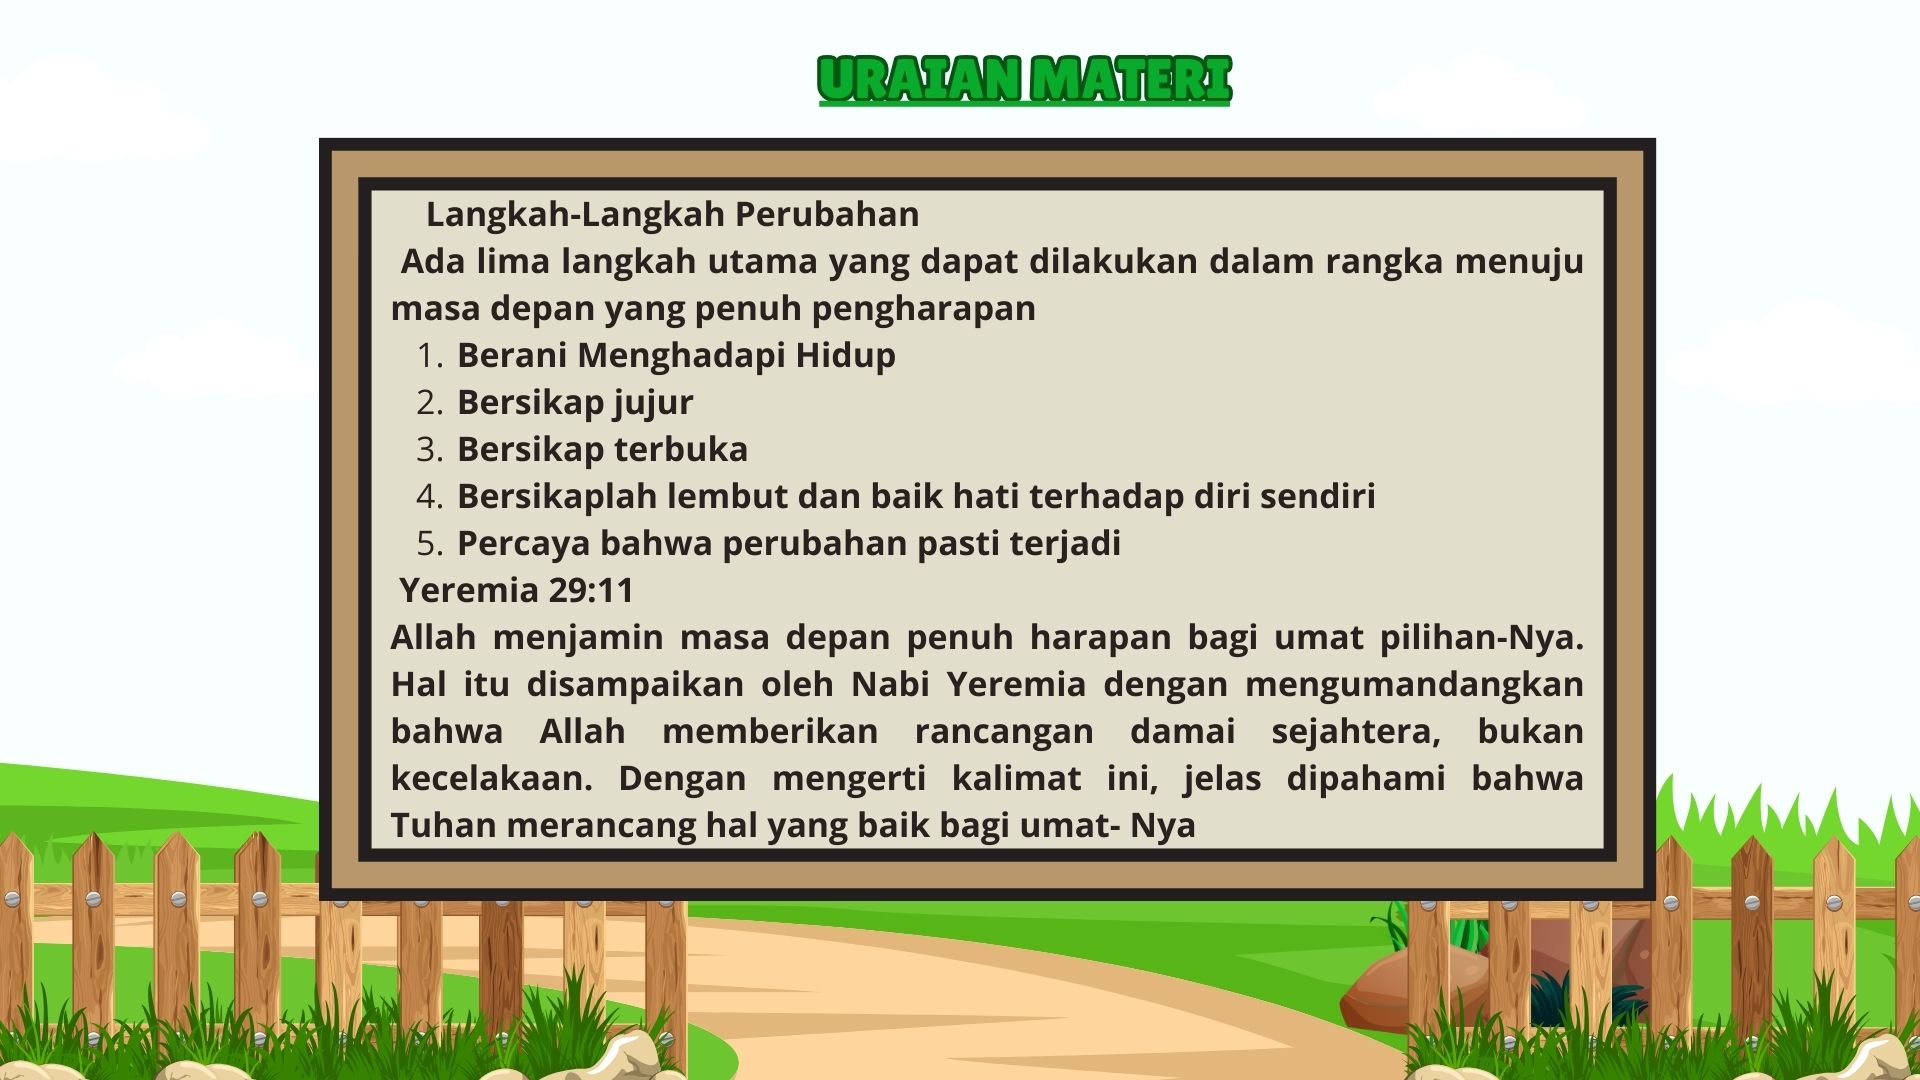 URAIAN MATERI
Langkah-Langkah Perubahan
Ada lima langkah utama yang dapat dilakukan dalam rangka menuju
masa depan yang penuh pengharapan
1. Berani Menghadapi Hidup
2. Bersikap jujur
3. Bersikap terbuka
4. Bersikaplah lembut dan baik hati terhadap diri sendiri
5. Percaya bahwa perubahan pasti terjadi
Yeremia 29:11
Allah menjamin masa depan penuh harapan bagi umat pilihan-Nya.
Hal itu disampaikan oleh Nabi Yeremia dengan mengumandangkan
bahwa Allah memberikan rancangan damai sejahtera, bukan
kecelakaan. Dengan mengerti kalimat ini, jelas dipahami bahwa
Tuhan merancang hal yang baik bagi umat- Nya